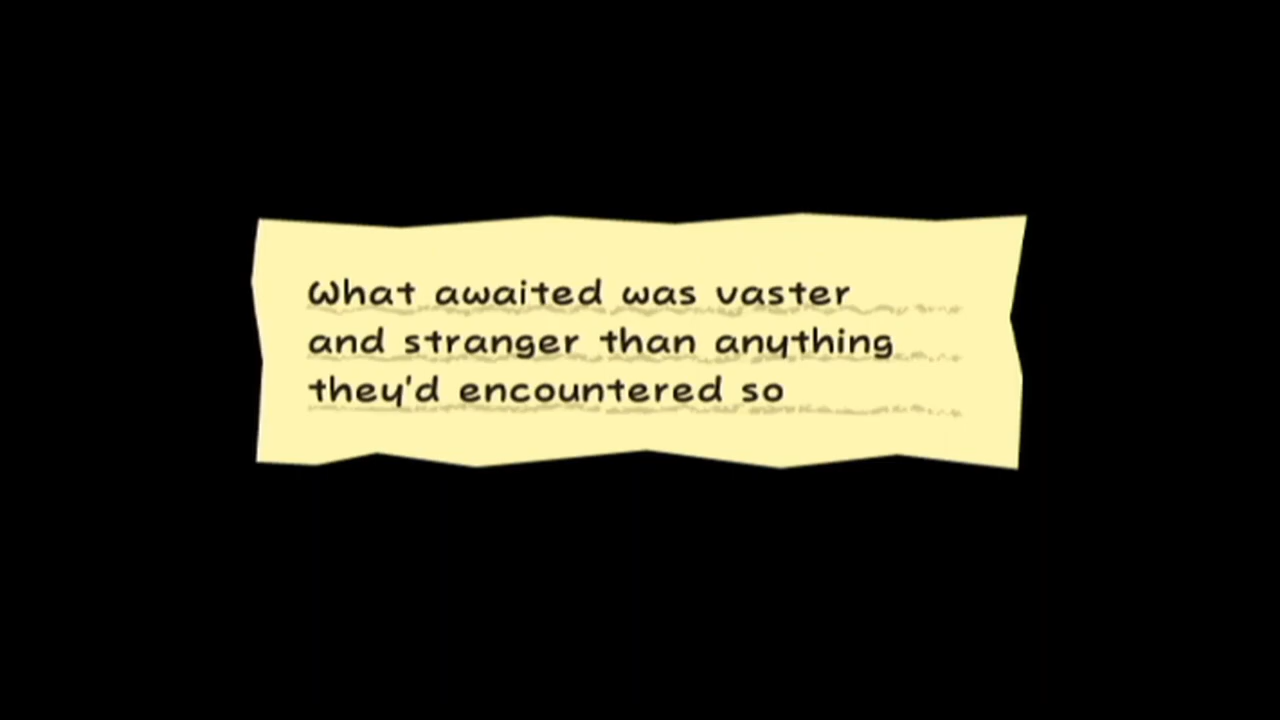 What awaited was vaster
and stranger than anything
they'd encountered so